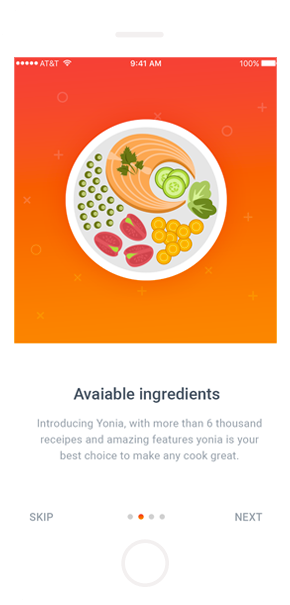 AT&T 9:41 AM 100%
Avaiable ingredients
Introducing Yonia, with more than 6 thousand
receipes and amazing features yonia is your
best choice to make any cook great.
SKIP NEXT